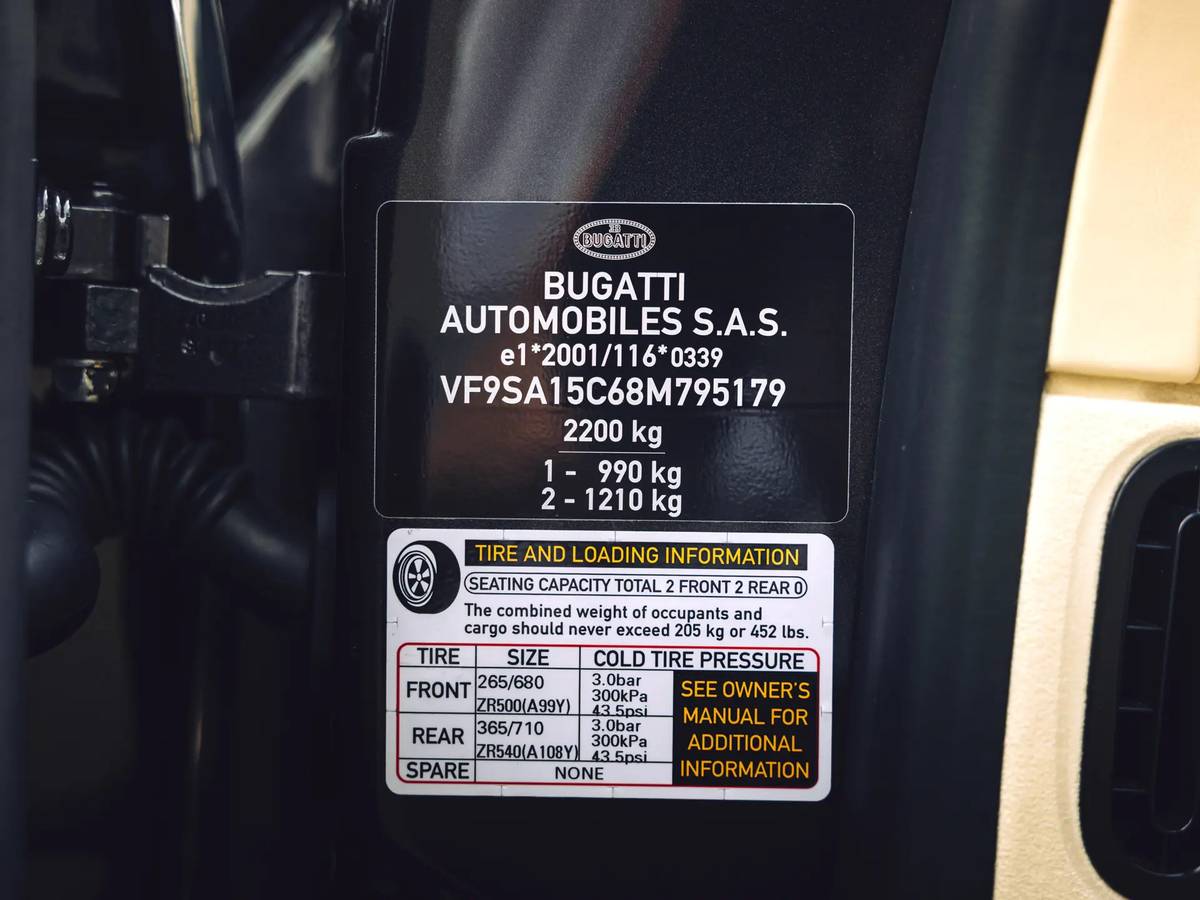 BUGATTI
BUGATTI
AUTOMOBILES S.A.S.
e1*2001/116*0339
VF9SA15C68M795179
2200 kg
1 - 990 kg
2 - 1210 kg
TIRE AND LOADING INFORMATION
SEATING CAPACITY TOTAL 2 FRONT 2 REAR 0
The combined weight of occupants and
cargo should never exceed 205 kg or 452 lbs.
TIRE SIZE COLD TIRE PRESSURE
FRONT
265/680
ZR500(A99Y)
3.0bar
300kPa
43.5psi
REAR
365/710
ZR540(A108Y)
3.0bar
300kPa
43.5psi
SPARE NONE
SEE OWNER'S
MANUAL FOR
ADDITIONAL
INFORMATION